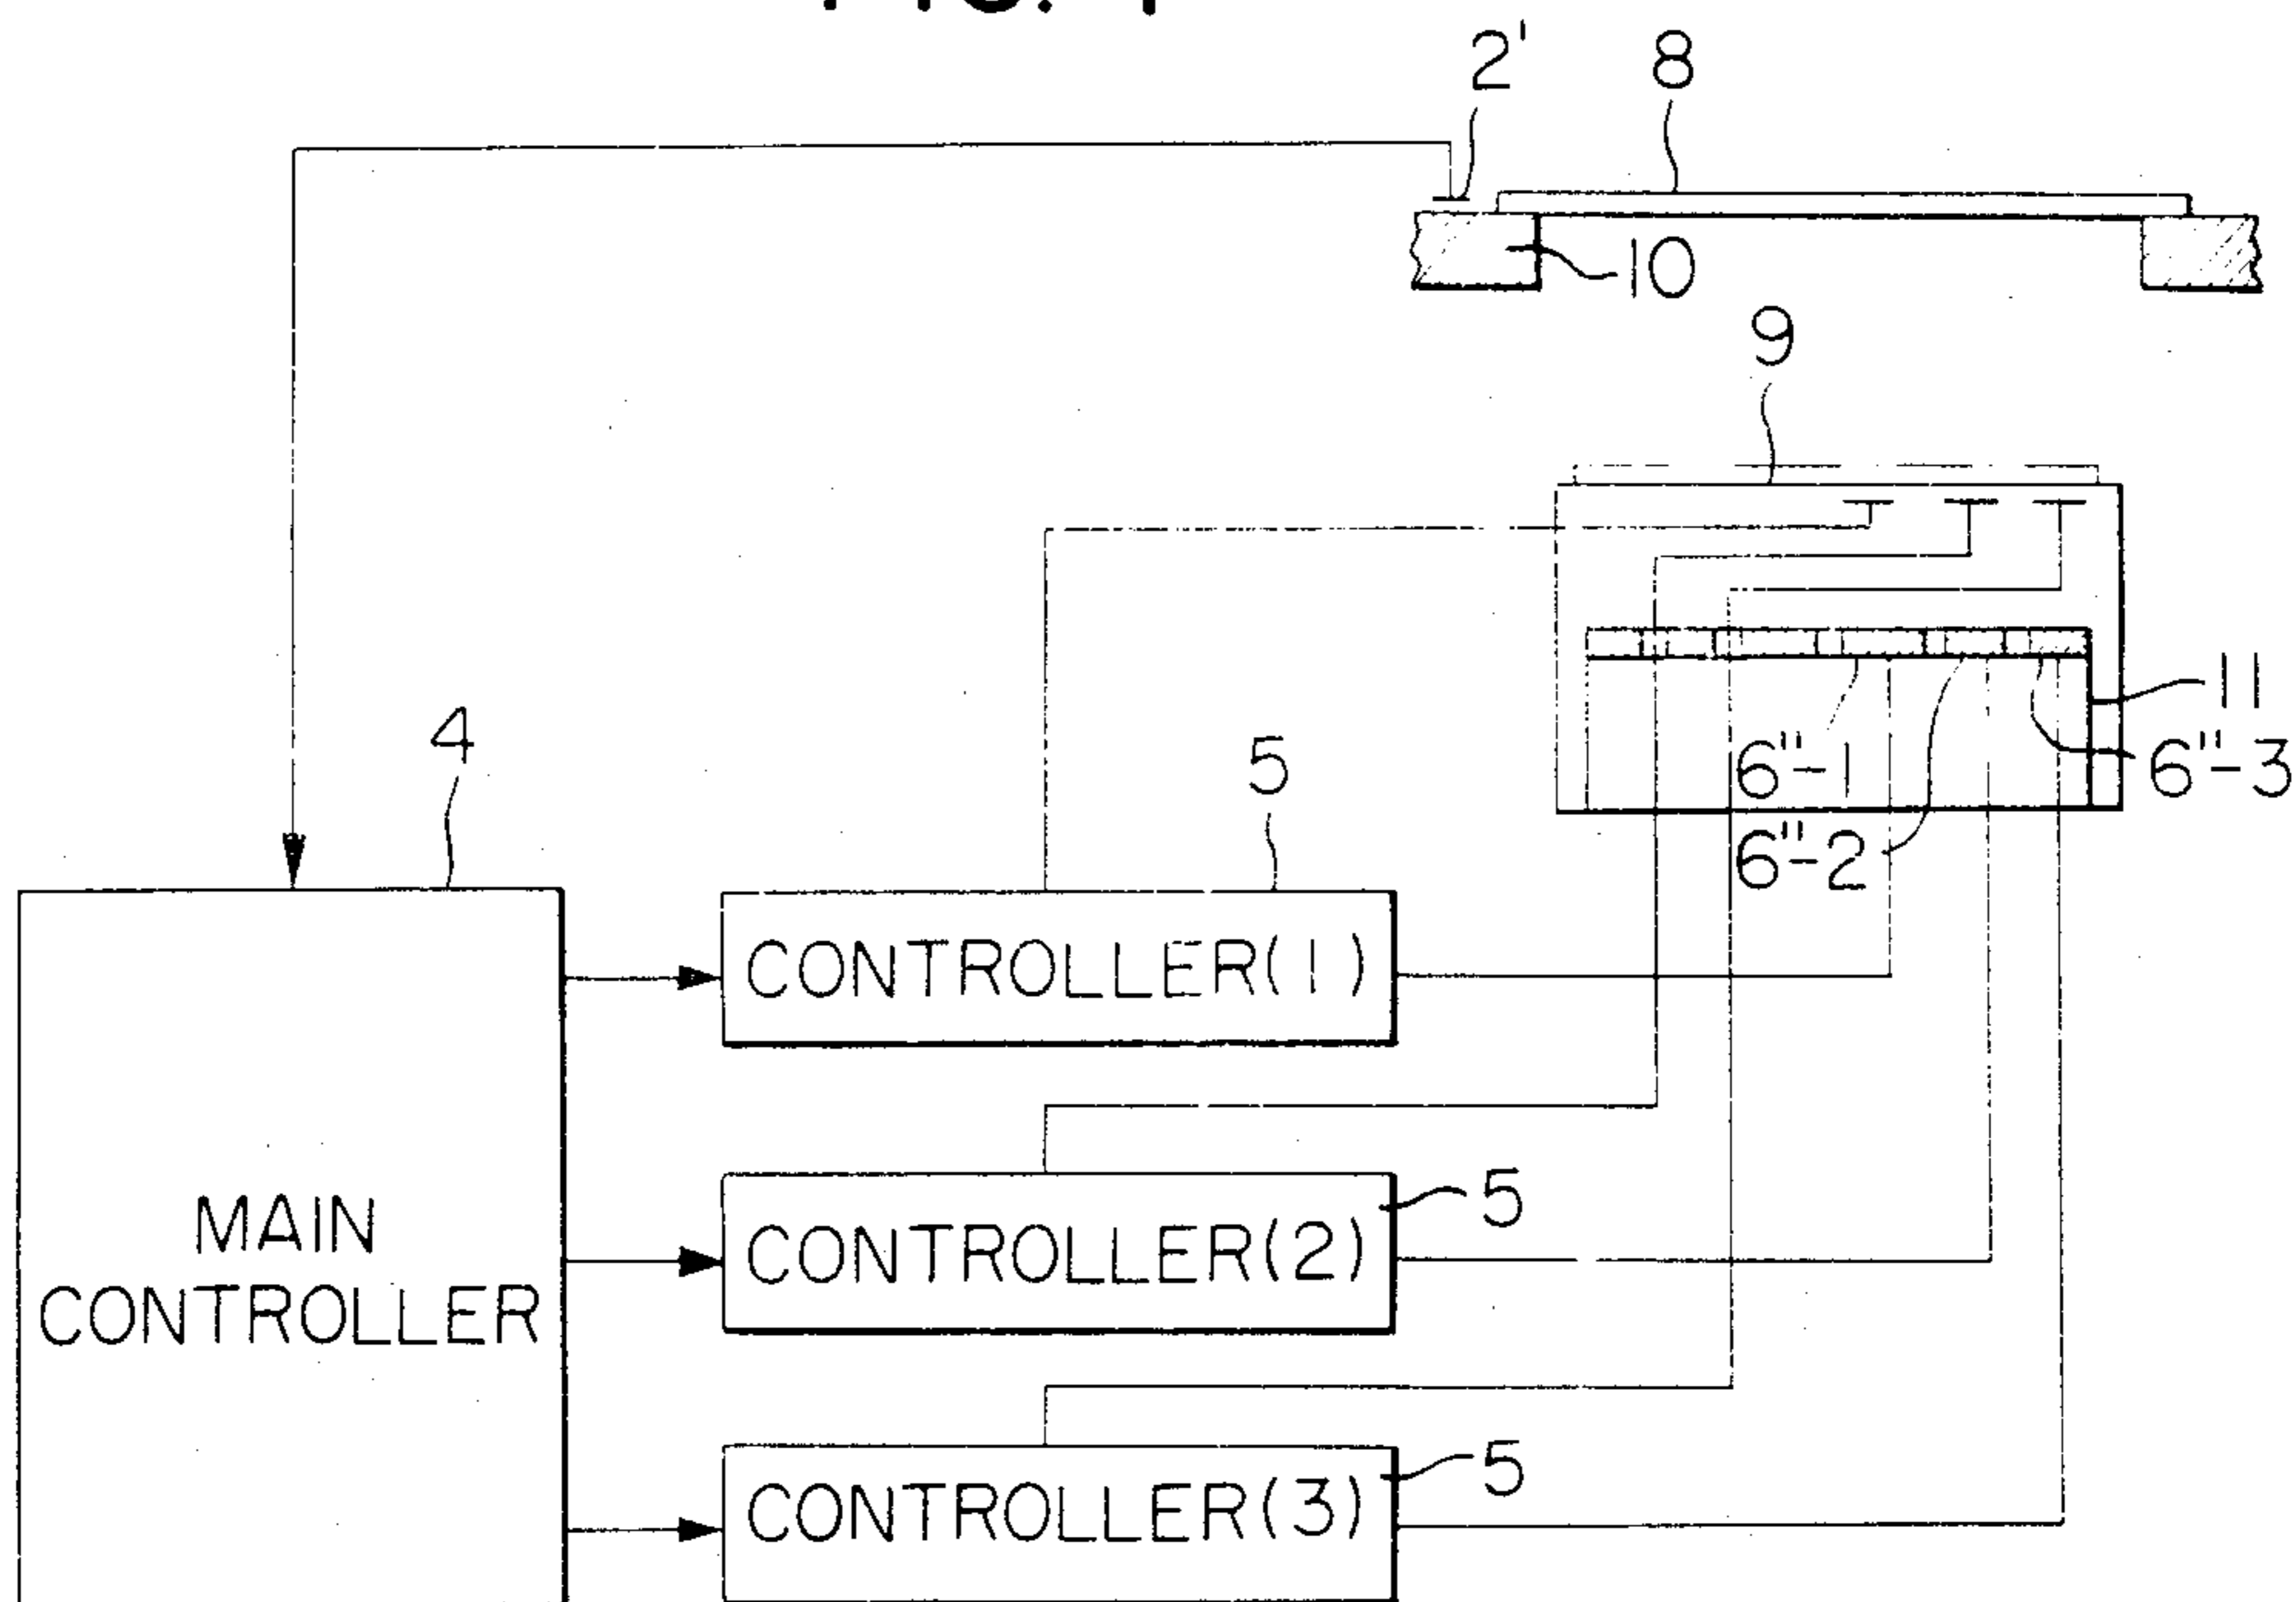 2'
8
10
9
11
6"-1
6"-3
6"-2
4
5
CONTROLLER(1)
5
CONTROLLER(2)
MAIN
CONTROLLER
5
CONTROLLER(3)